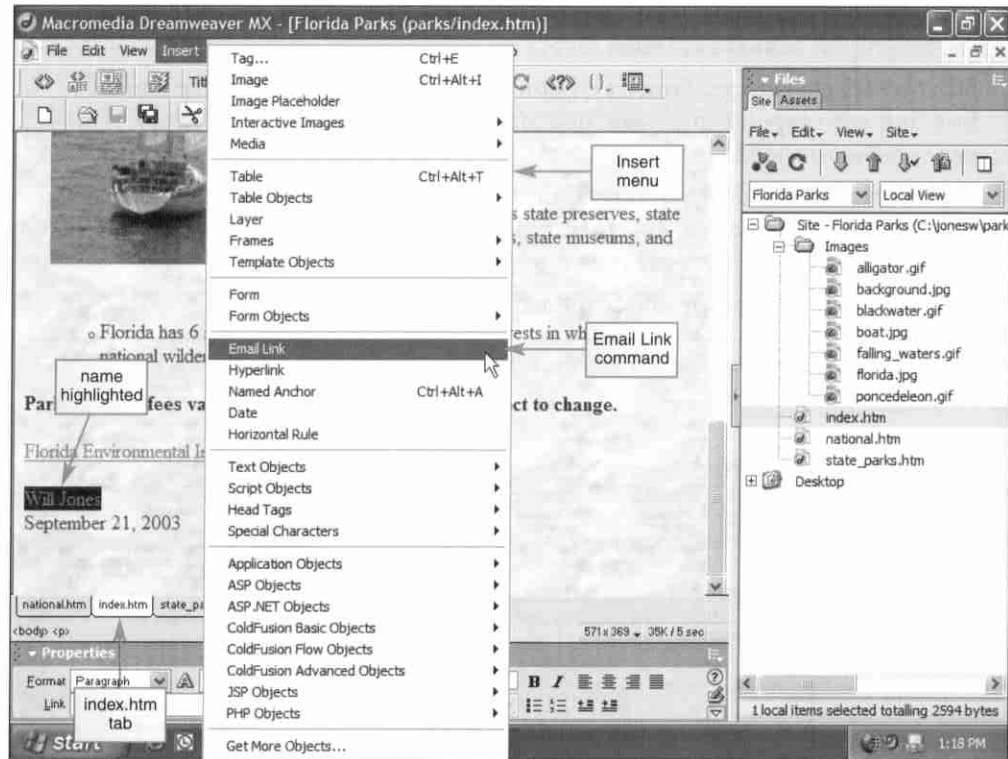 Macromedia Dreamweaver MX - [Florida Parks (parks/index.htm)]
File Edit View Insert
Tag... Ctrl+E
Image Ctrl+Alt+I
Image Placeholder
Interactive Images
Media
Table Ctrl+Alt+T
Table Objects
Layer
Frames
Template Objects
Form
Form Objects
Email Link
Hyperlink
Named Anchor Ctrl+Alt+A
Date
Horizontal Rule
Text Objects
Script Objects
Head Tags
Special Characters
Application Objects
ASP Objects
ASP.NET Objects
ColdFusion Basic Objects
ColdFusion Flow Objects
ColdFusion Advanced Objects
JSP Objects
PHP Objects
Get More Objects...
Insert
menu
Email Link
command
name
highlighted
index.htm
tab
s state preserves, state
, state museums, and
Florida has 6
national wilder
ests in wh
fees va
ct to change.
Florida Environmental
Will Jones
September 21, 2003
national.htm index.htm
<body> <p>
571 x 369 35K / 5 sec
Properties
Format Paragraph
Link
B I
Start
Files
Site Assets
File Edit View Site
Florida Parks Local View
Site - Florida Parks (C:\jonesw\park
Images
alligator.gif
background.jpg
blackwater.gif
boat.jpg
falling_waters.gif
florida.jpg
poncedeleon.gif
index.htm
national.htm
state_parks.htm
Desktop
1 local items selected totalling 2594 bytes
1:18 PM